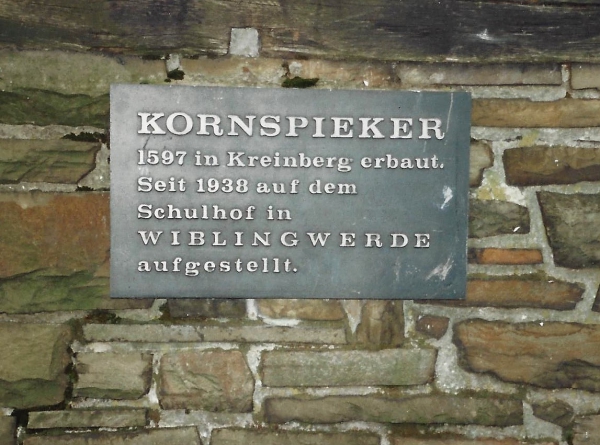 KORNSPIEKER
1597 in Kreinberg erbaut.
Seit 1938 auf dem
Schulhof in
WIBLINGWERDE
aufgestellt.